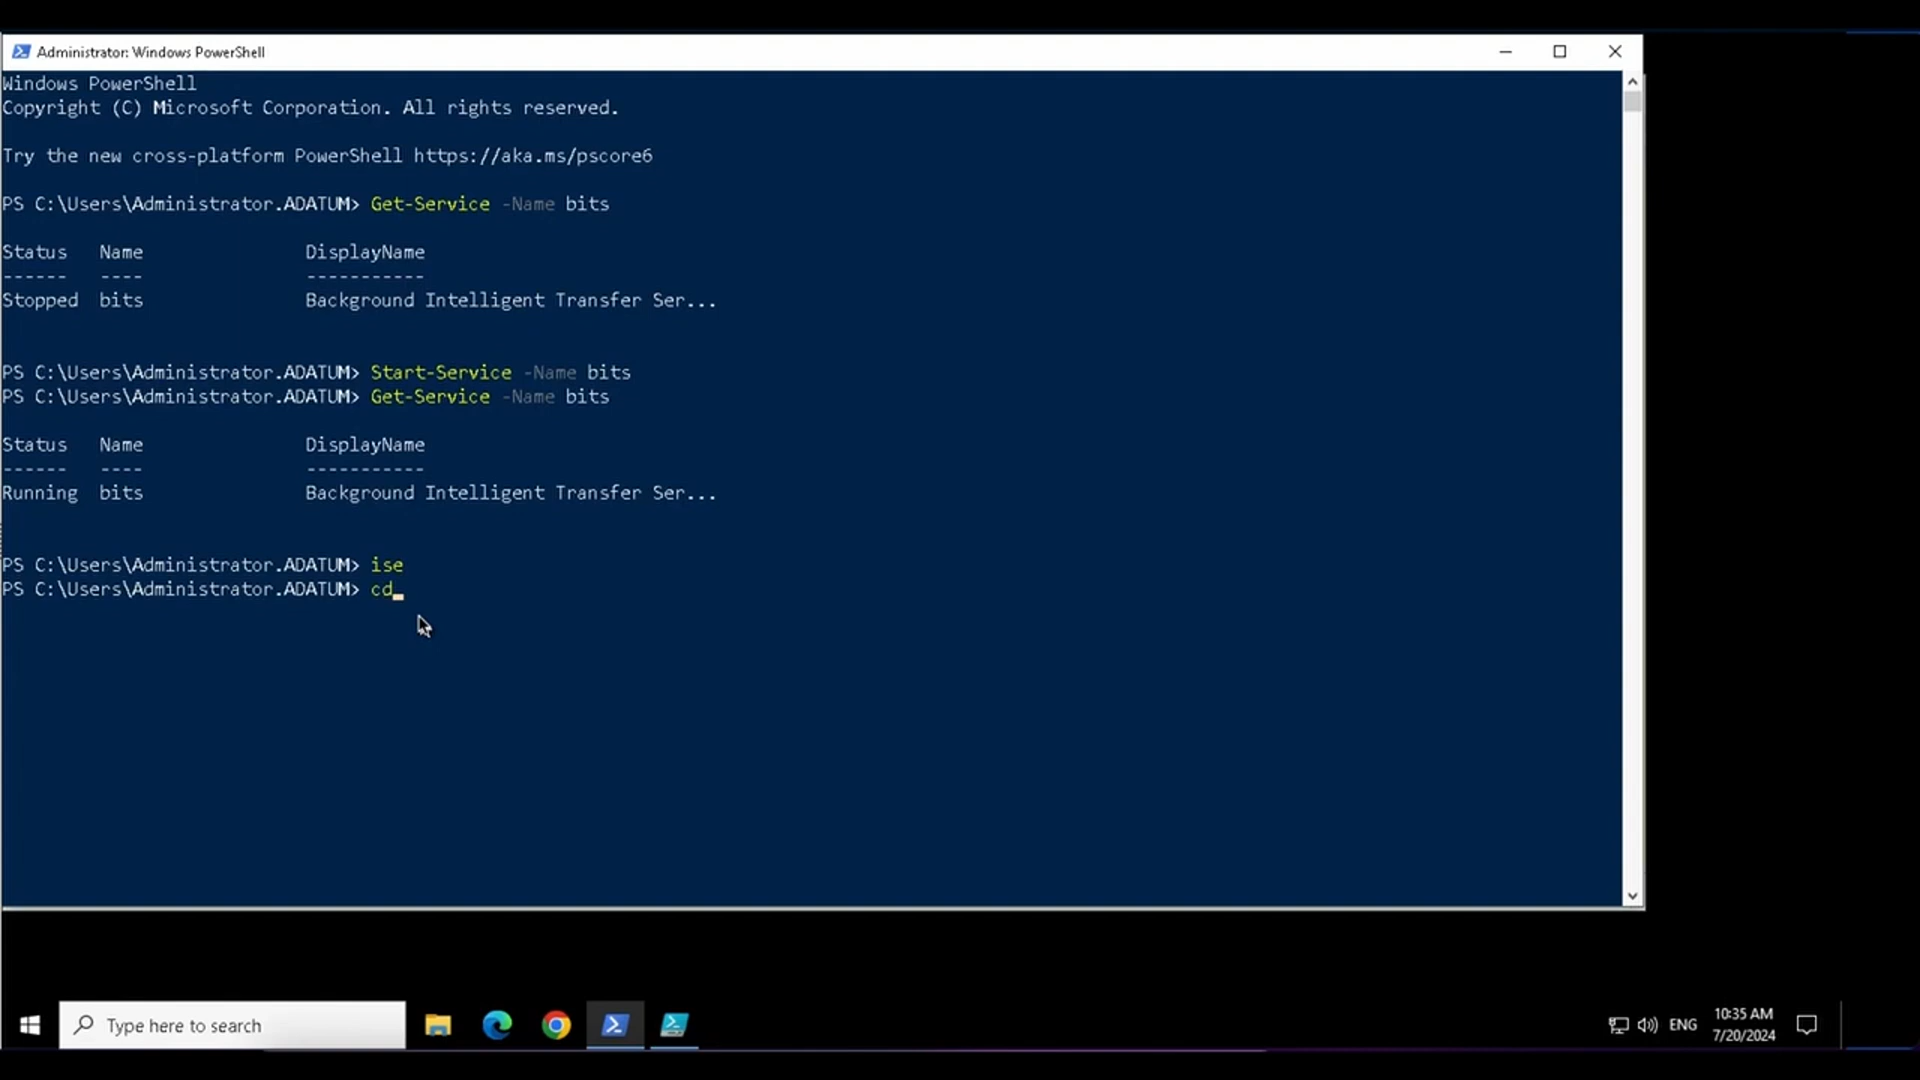 Administrator: Windows PowerShell
Windows PowerShell
Copyright (C) Microsoft Corporation. All rights reserved.
Try the new cross-platform PowerShell https://aka.ms/pscore6
PS C:\Users\Administrator.ADATUM> Get-Service -Name bits
Status   Name               DisplayName
------   ----               -----------
Stopped  bits               Background Intelligent Transfer Ser...
PS C:\Users\Administrator.ADATUM> Start-Service -Name bits
PS C:\Users\Administrator.ADATUM> Get-Service -Name bits
Status   Name               DisplayName
------   ----               -----------
Running  bits               Background Intelligent Transfer Ser...
PS C:\Users\Administrator.ADATUM> ise
PS C:\Users\Administrator.ADATUM> cd
Type here to search
ENG
10:35 AM
7/20/2024